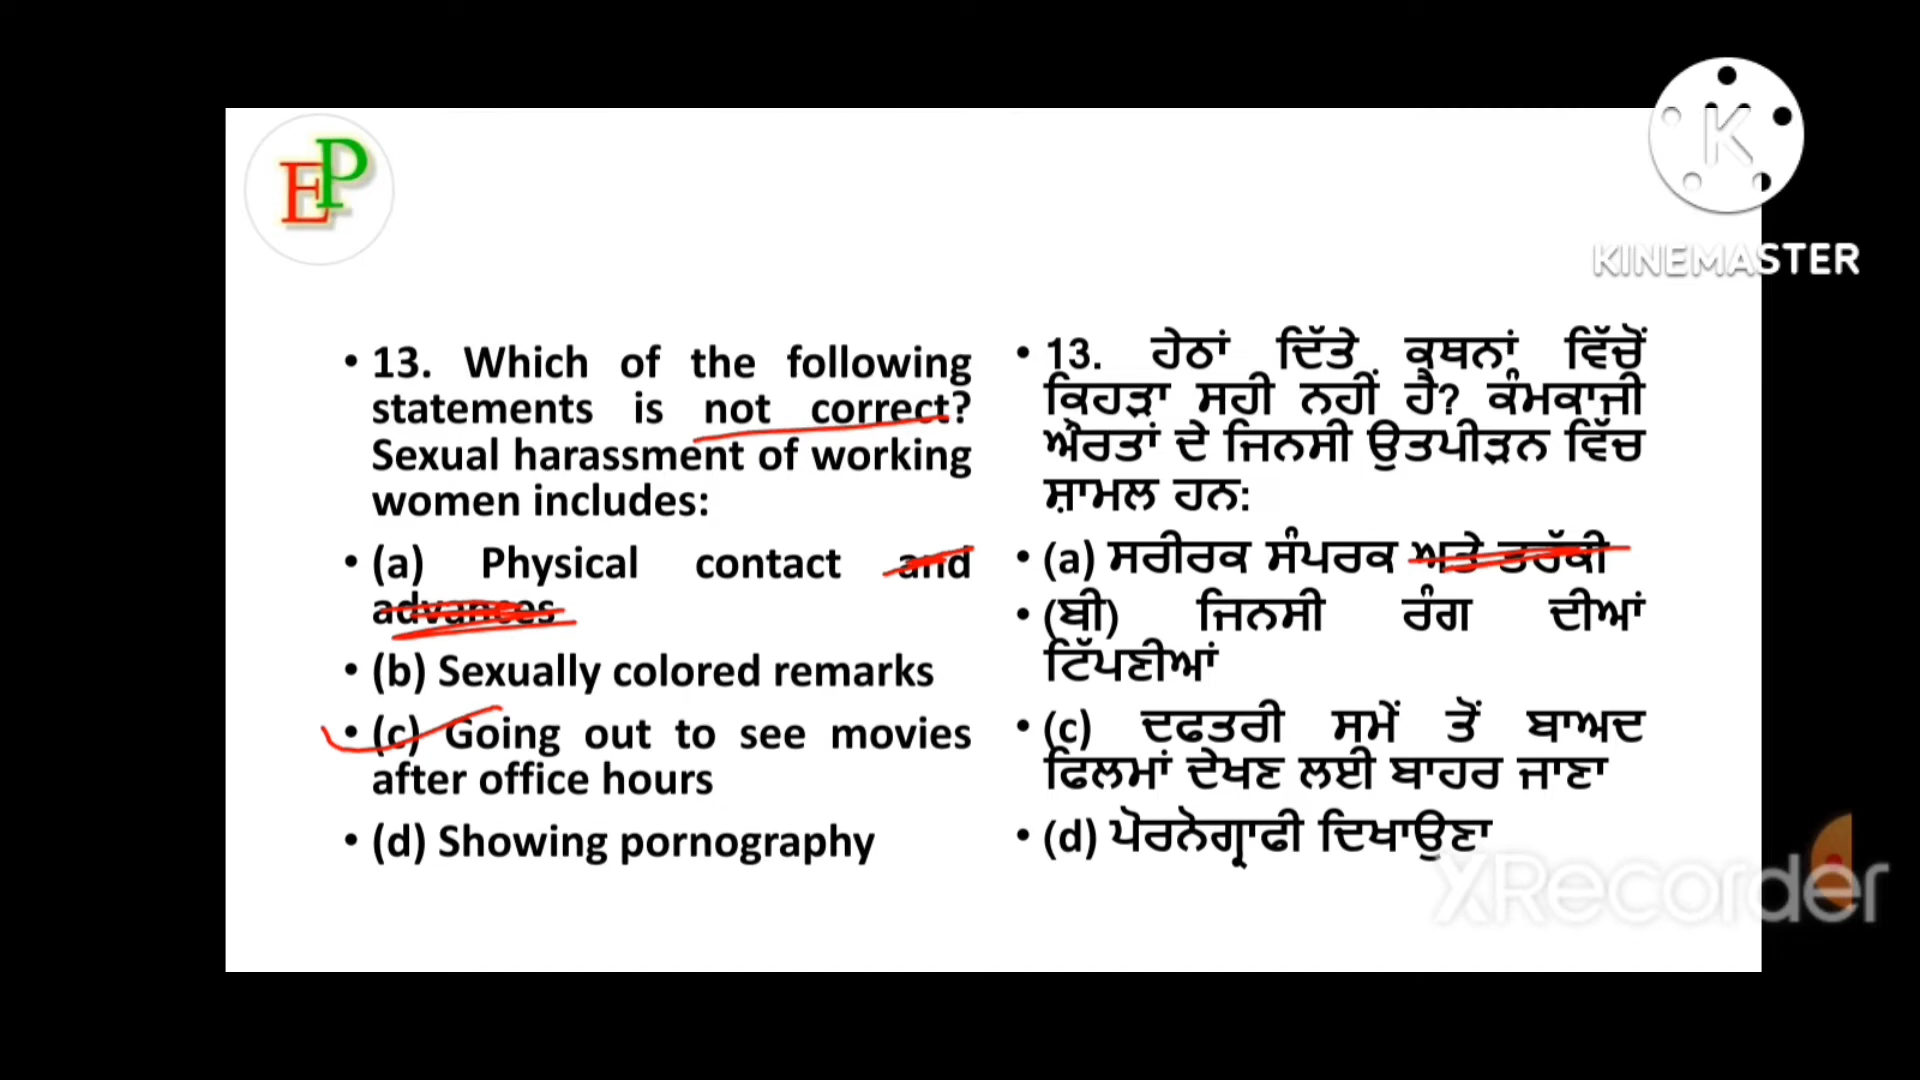 EP
K
KINEMASTER
• 13. Which of the following
statements is not correct?
Sexual harassment of working
women includes:
• (a) Physical contact and
advances
• (b) Sexually colored remarks
• (c) Going out to see movies
after office hours
• (d) Showing pornography
• 13. ਹੇਠਾਂ ਦਿੱਤੇ ਕਥਨਾਂ ਵਿੱਚੋਂ
ਕਿਹੜਾ ਸਹੀ ਨਹੀਂ ਹੈ? ਕੰਮਕਾਜੀ
ਔਰਤਾਂ ਦੇ ਜਿਨਸੀ ਉਤਪੀੜਨ ਵਿੱਚ
ਸ਼ਾਮਲ ਹਨ:
• (a) ਸਰੀਰਕ ਸੰਪਰਕ ਅਤੇ ਤਰੱਕੀ
• (ਬੀ) ਜਿਨਸੀ ਰੰਗ ਦੀਆਂ
ਟਿੱਪਣੀਆਂ
• (c) ਦਫਤਰੀ ਸਮੇਂ ਤੋਂ ਬਾਅਦ
ਫਿਲਮਾਂ ਦੇਖਣ ਲਈ ਬਾਹਰ ਜਾਣਾ
• (d) ਪੋਰਨੋਗ੍ਰਾਫੀ ਦਿਖਾਉਣਾ
XRecorder